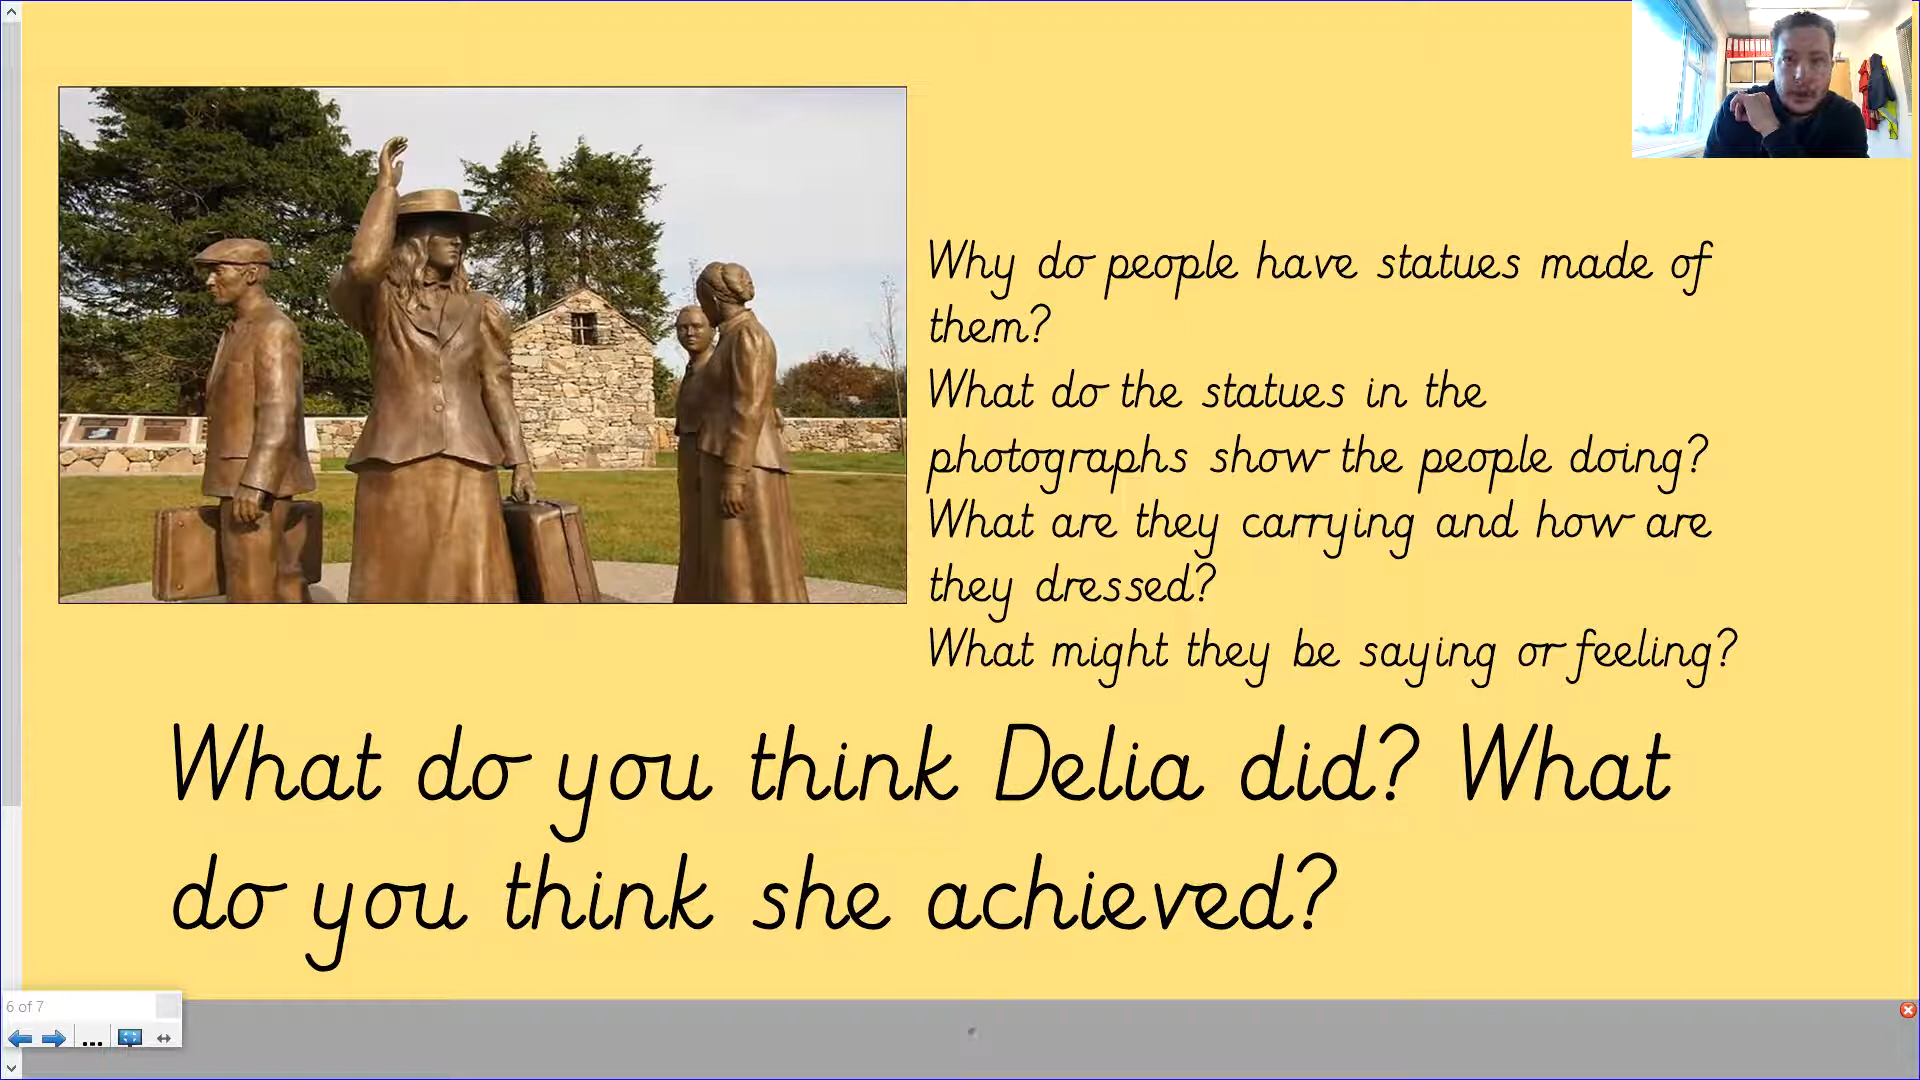 Why do people have statues made of
them?
What do the statues in the
photographs show the people doing?
What are they carrying and how are
they dressed?
What might they be saying or feeling?
What do you think Delia did? What
do you think she achieved?
6 of 7
...